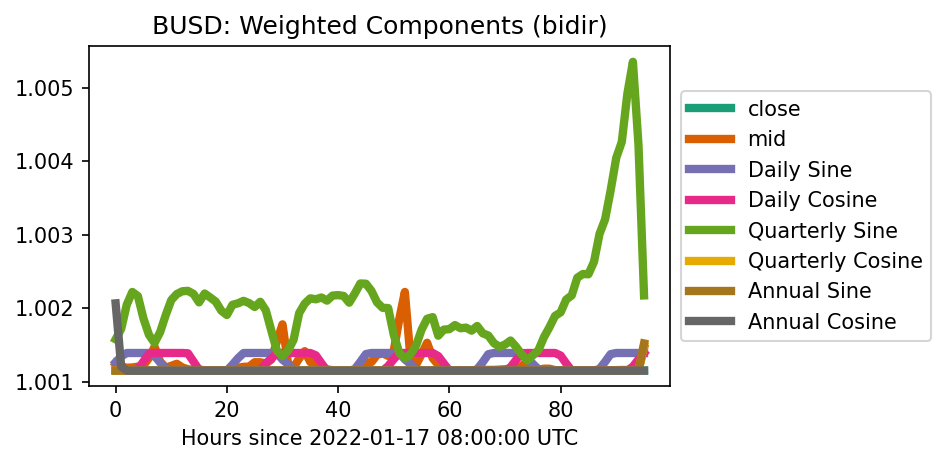 BUSD: Weighted Components (bidir)
1.005
1.004
1.003
1.002
1.001
0 20 40 60 80
Hours since 2022-01-17 08:00:00 UTC
close
mid
Daily Sine
Daily Cosine
Quarterly Sine
Quarterly Cosine
Annual Sine
Annual Cosine